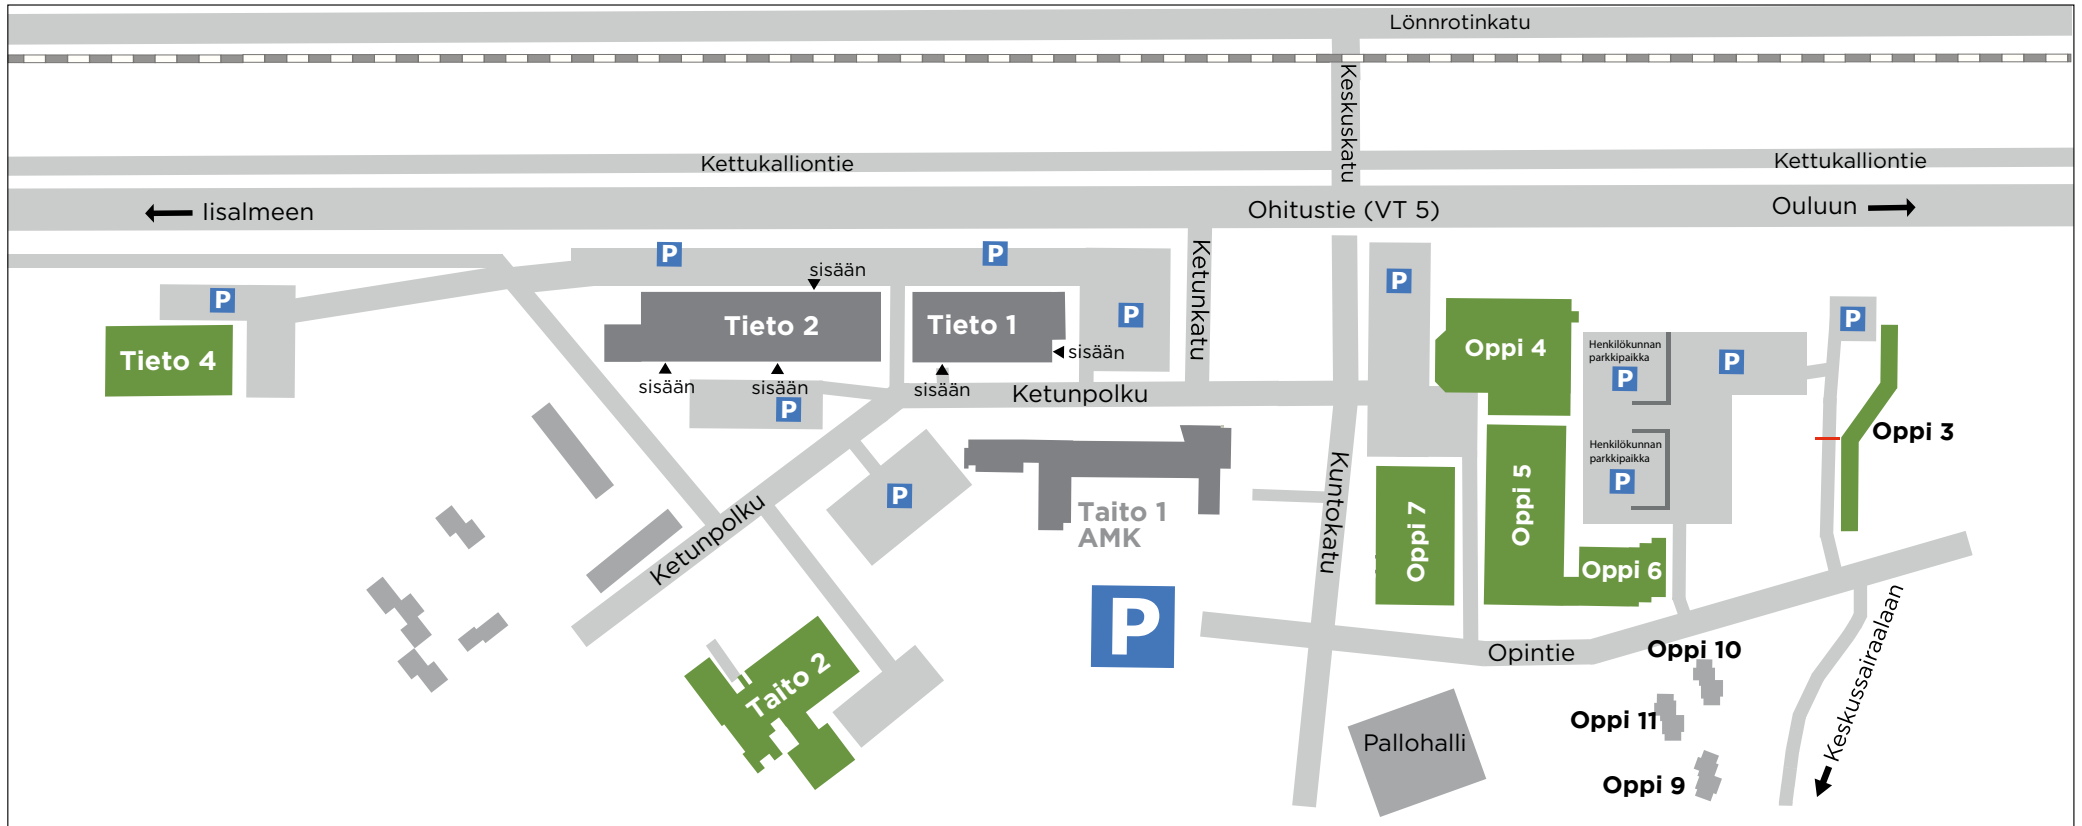 Lönnrotinkatu
Keskuskatu
Kettukalliontie
Kettukalliontie
Iisalmeen
Ohitustie (VT 5)
Ouluun
P
P
P
P
P
P
sisään
Ketunkatu
Tieto 2
Tieto 1
Tieto 4
sisään
sisään
sisään
sisään
P
Ketunpolku
Oppi 4
Henkilökunnan
parkkipaikka
P
P
Oppi 3
Henkilökunnan
parkkipaikka
P
P
Ketunpolku
Taito 1
AMK
Kuntokatu
Oppi 7
Oppi 5
Oppi 6
P
Opintie
Oppi 10
Taito 2
Oppi 11
Pallohalli
Oppi 9
Keskussairaalaan